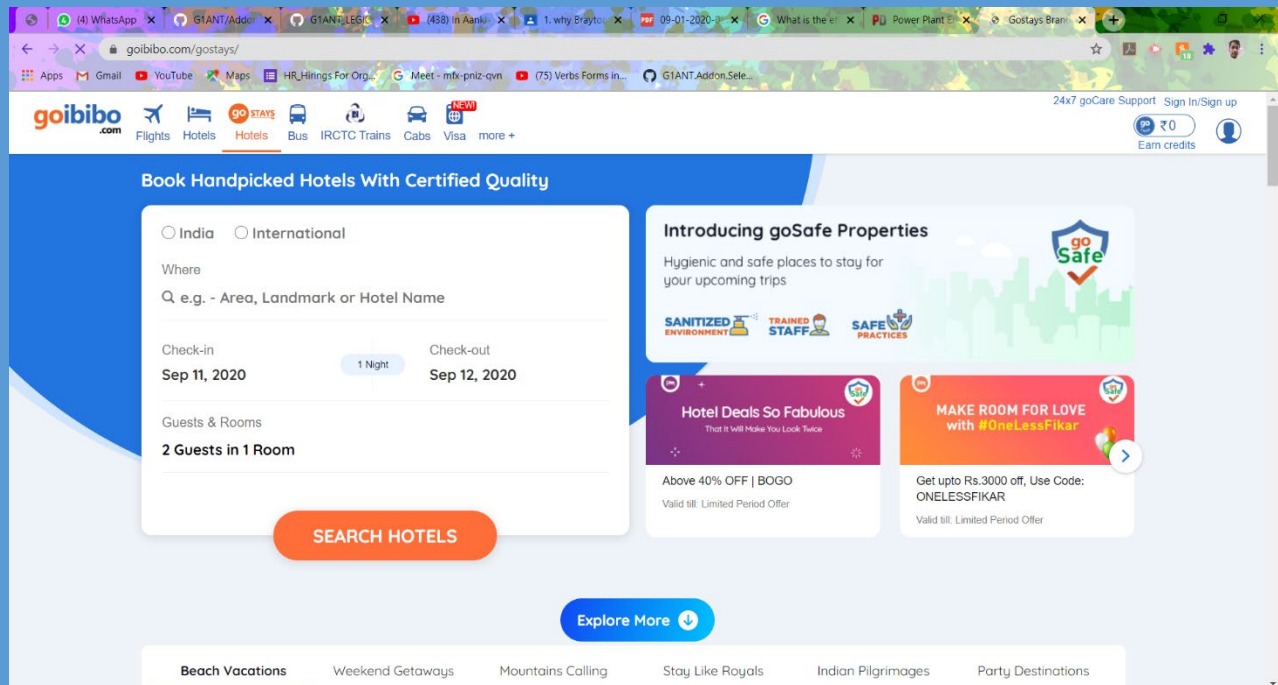 (4) WhatsApp
G1ANT/Addor
G1ANT_LEGIC
(438) In Aank
1. why Braytou
PDF
09-01-2020-
What is the er
Power Plant E
Gostays Bran
goibibo.com/gostays/
Apps
Gmail
YouTube
Maps
HR_Hirings For Org...
Meet - mfx-pniz-qvn
(75) Verbs Forms in...
G1ANT.Addon.Sele...
24x7 goCare Support Sign In/Sign up
goibibo
.com
Flights
Hotels
go STAYS
Hotels
Bus
IRCTC Trains
Cabs
NEW!
Visa
more +
go ₹0
Earn credits
Book Handpicked Hotels With Certified Quality
India International
Where
e.g. - Area, Landmark or Hotel Name
Check-in
Sep 11, 2020
1 Night
Check-out
Sep 12, 2020
Guests & Rooms
2 Guests in 1 Room
SEARCH HOTELS
Introducing goSafe Properties
Hygienic and safe places to stay for
your upcoming trips
go
Safe
SANITIZED
ENVIRONMENT
TRAINED
STAFF
SAFE
PRACTICES
Hotel Deals So Fabulous
That It Will Make You Look Twice
Above 40% OFF | BOGO
Valid till: Limited Period Offer
MAKE ROOM FOR LOVE
with #OneLessFikar
Get upto Rs.3000 off, Use Code:
ONELESSFIKAR
Valid till: Limited Period Offer
Explore More
Beach Vacations
Weekend Getaways
Mountains Calling
Stay Like Royals
Indian Pilgrimages
Party Destinations